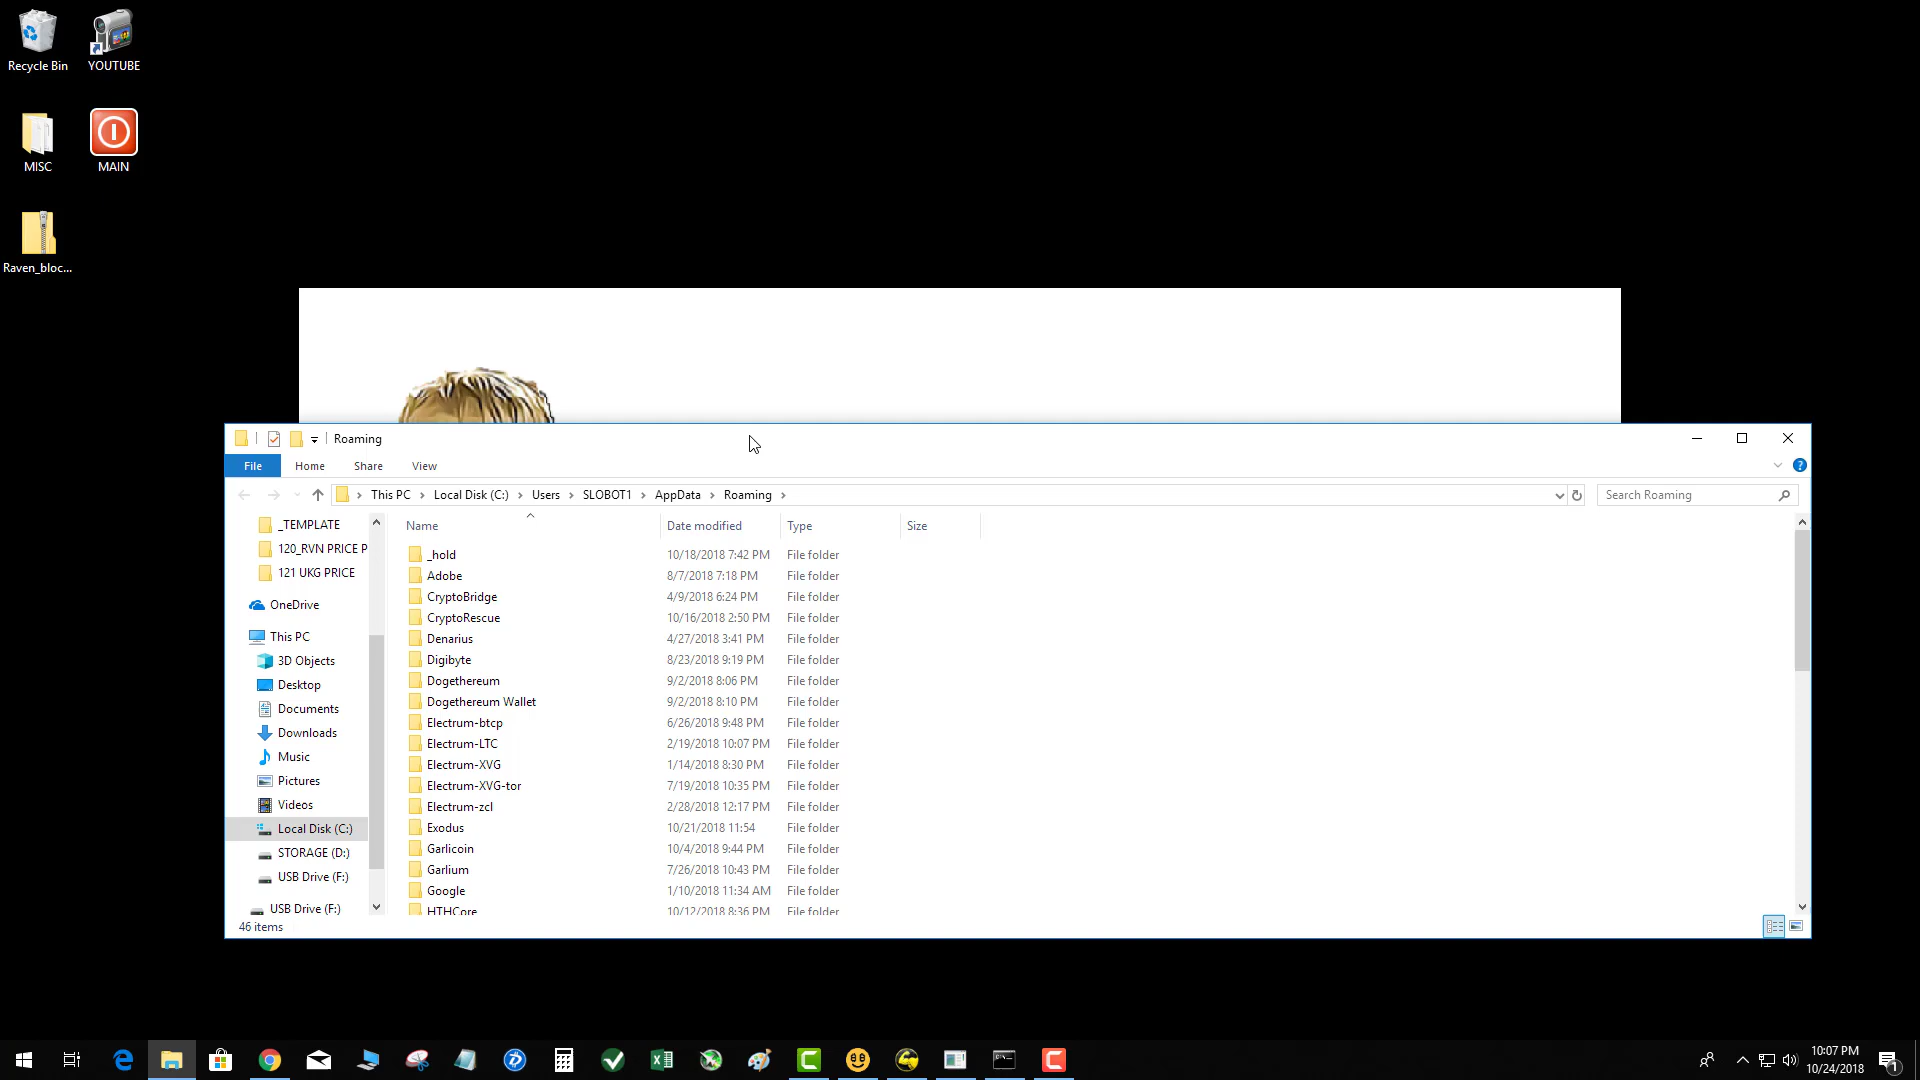 Recycle Bin
YOUTUBE
MISC
MAIN
Raven_bloc...
Roaming
File
Home
Share
View
This PC
Local Disk (C:)
Users
SLOBOT1
AppData
Roaming
Search Roaming
_TEMPLATE
120_RVN PRICE P
121 UKG PRICE
OneDrive
This PC
3D Objects
Desktop
Documents
Downloads
Music
Pictures
Videos
Local Disk (C:)
STORAGE (D:)
USB Drive (F:)
USB Drive (F:)
Name Date modified Type Size
_hold 10/18/2018 7:42 PM File folder
Adobe 8/7/2018 7:18 PM File folder
CryptoBridge 4/9/2018 6:24 PM File folder
CryptoRescue 10/16/2018 2:50 PM File folder
Denarius 4/27/2018 3:41 PM File folder
Digibyte 8/23/2018 9:19 PM File folder
Dogethereum 9/2/2018 8:06 PM File folder
Dogethereum Wallet 9/2/2018 8:10 PM File folder
Electrum-btcp 6/26/2018 9:48 PM File folder
Electrum-LTC 2/19/2018 10:07 PM File folder
Electrum-XVG 1/14/2018 8:30 PM File folder
Electrum-XVG-tor 7/19/2018 10:35 PM File folder
Electrum-zcl 2/28/2018 12:17 PM File folder
Exodus 10/21/2018 11:54 File folder
Garlicoin 10/4/2018 9:44 PM File folder
Garlium 7/26/2018 10:43 PM File folder
Google 1/10/2018 11:34 AM File folder
HTHCore 10/12/2018 8:36 PM File folder
46 items
10:07 PM
10/24/2018
1